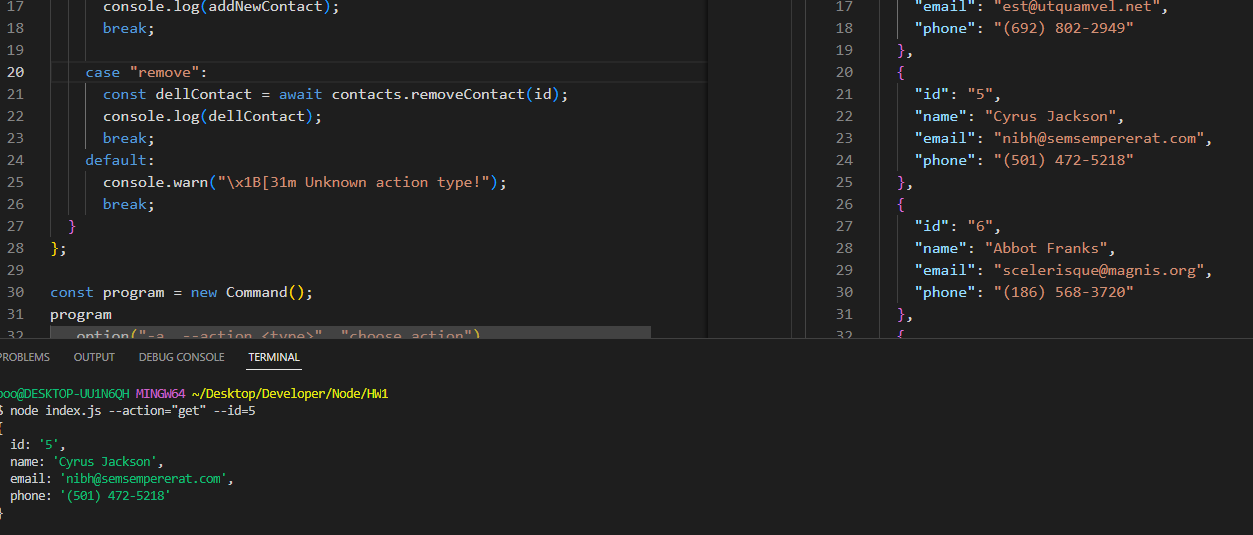 17 console.log(addNewContact);
18 break;
19
20 case "remove":
21 const dellContact = await contacts.removeContact(id);
22 console.log(dellContact);
23 break;
24 default:
25 console.warn("\x1B[31m Unknown action type!");
26 break;
27 }
28 };
29
30 const program = new Command();
31 program
32 .option("-a, --action <type>", "choose action")
17 "email": "est@utquamvel.net",
18 "phone": "(692) 802-2949"
19 },
20 {
21 "id": "5",
22 "name": "Cyrus Jackson",
23 "email": "nibh@semsempererat.com",
24 "phone": "(501) 472-5218"
25 },
26 {
27 "id": "6",
28 "name": "Abbot Franks",
29 "email": "scelerisque@magnis.org",
30 "phone": "(186) 568-3720"
31 },
32 {
PROBLEMS OUTPUT DEBUG CONSOLE TERMINAL
MINGW64 ~/Desktop/Developer/Node/HW1
$ node index.js --action="get" --id=5
{
id: '5',
name: 'Cyrus Jackson',
email: 'nibh@semsempererat.com',
phone: '(501) 472-5218'
}